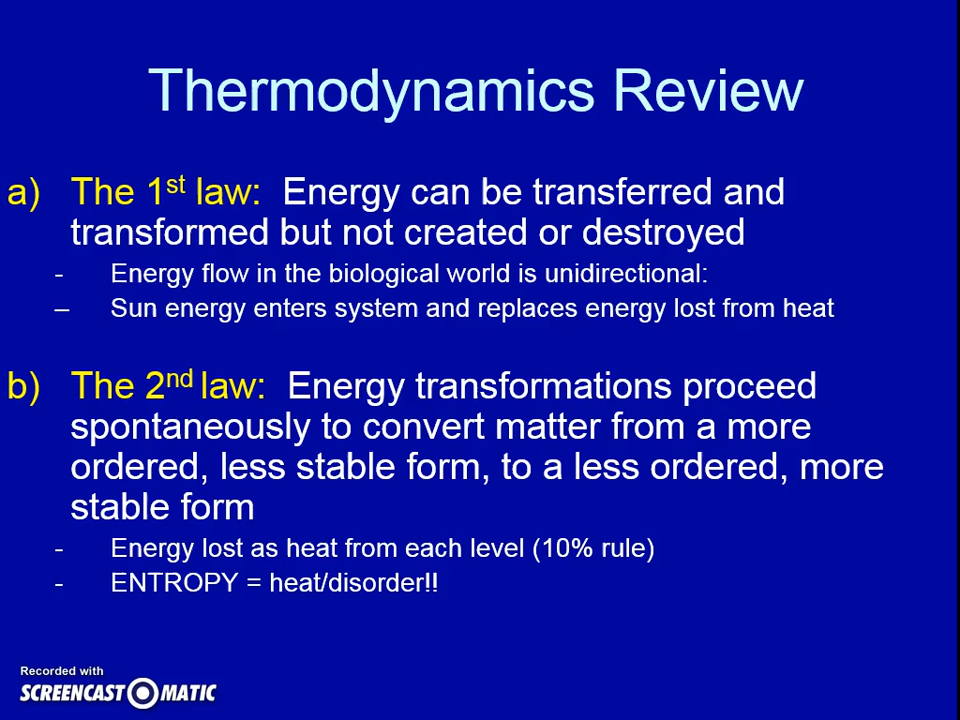 Thermodynamics Review
a) The 1st law: Energy can be transferred and
transformed but not created or destroyed
- Energy flow in the biological world is unidirectional:
– Sun energy enters system and replaces energy lost from heat
b) The 2nd law: Energy transformations proceed
spontaneously to convert matter from a more
ordered, less stable form, to a less ordered, more
stable form
- Energy lost as heat from each level (10% rule)
- ENTROPY = heat/disorder!!
Recorded with
SCREENCAST MATIC